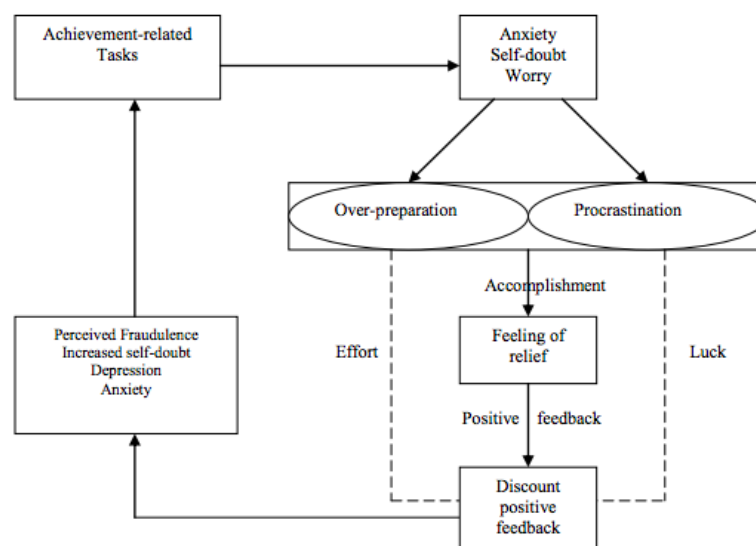 Achievement-related
Tasks
Anxiety
Self-doubt
Worry
Over-preparation
Procrastination
Accomplishment
Perceived Fraudulence
Increased self-doubt
Depression
Anxiety
Effort
Feeling of
relief
Luck
Positive feedback
Discount
positive
feedback